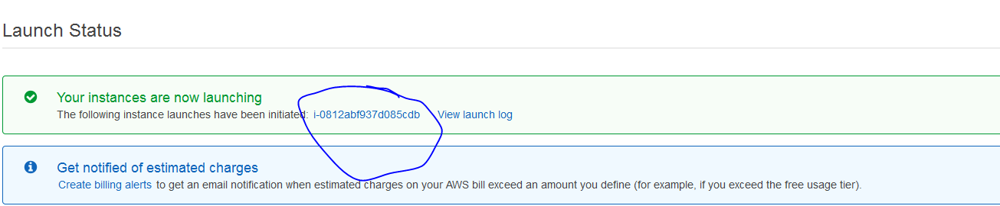 Launch Status
Your instances are now launching
The following instance launches have been initiated: i-0812abf937d085cdb View launch log
Get notified of estimated charges
Create billing alerts to get an email notification when estimated charges on your AWS bill exceed an amount you define (for example, if you exceed the free usage tier).